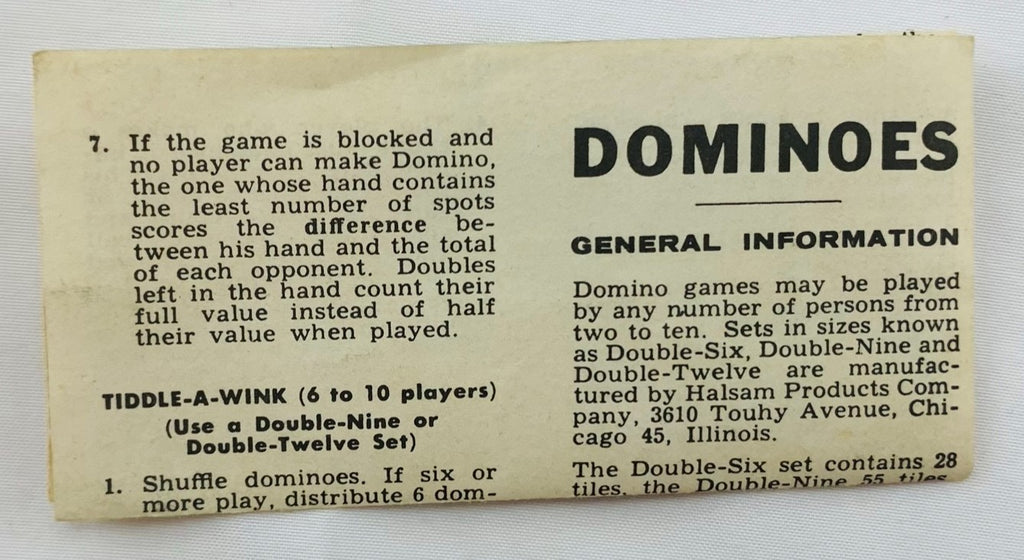 7. If the game is blocked and
no player can make Domino,
the one whose hand contains
the least number of spots
scores the difference be-
tween his hand and the total
of each opponent. Doubles
left in the hand count their
full value instead of half
their value when played.
TIDDLE-A-WINK (6 to 10 players)
(Use a Double-Nine or
Double-Twelve Set)
1. Shuffle dominoes. If six or
more play, distribute 6 dom-
DOMINOES
GENERAL INFORMATION
Domino games may be played
by any number of persons from
two to ten. Sets in sizes known
as Double-Six, Double-Nine and
Double-Twelve are manufac-
tured by Halsam Products Com-
pany, 3610 Touhy Avenue, Chi-
cago 45, Illinois.
The Double-Six set contains 28
tiles, the Double-Nine 55 tiles,